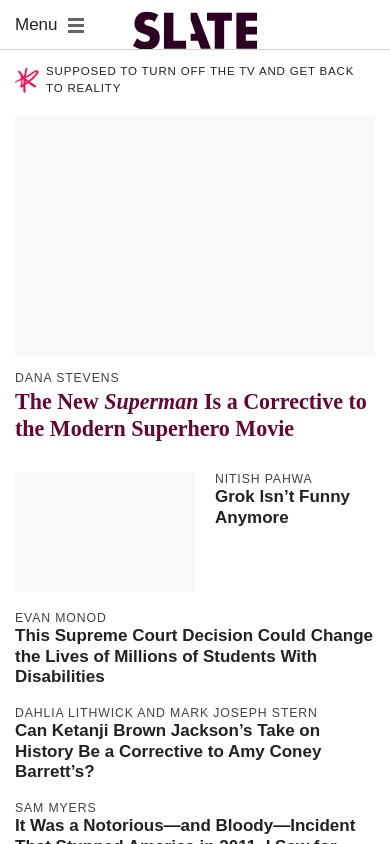 Menu
SLATE
SUPPOSED TO TURN OFF THE TV AND GET BACK
TO REALITY
DANA STEVENS
The New Superman Is a Corrective to
the Modern Superhero Movie
NITISH PAHWA
Grok Isn’t Funny
Anymore
EVAN MONOD
This Supreme Court Decision Could Change
the Lives of Millions of Students With
Disabilities
DAHLIA LITHWICK AND MARK JOSEPH STERN
Can Ketanji Brown Jackson’s Take on
History Be a Corrective to Amy Coney
Barrett’s?
SAM MYERS
It Was a Notorious—and Bloody—Incident
That Stunned America in 2011. I Saw for